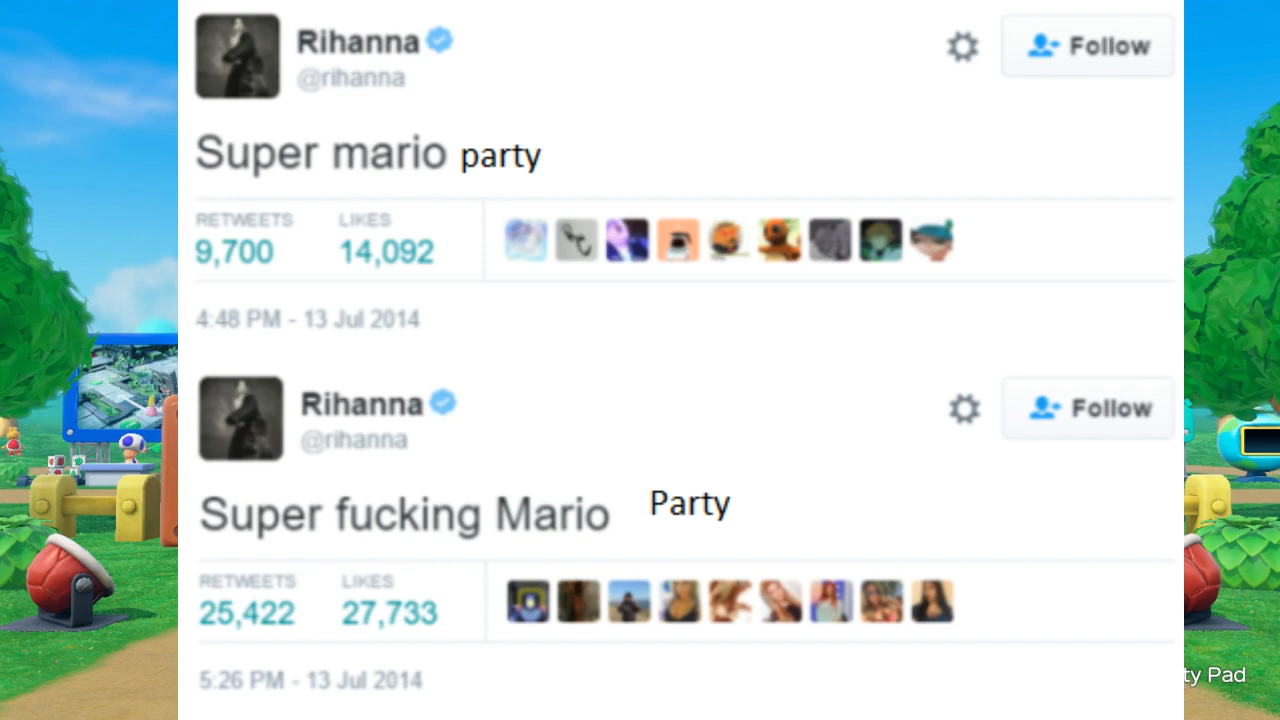 Rihanna
@rihanna
Follow
Super mario party
RETWEETS LIKES
9,700 14,092
4:48 PM - 13 Jul 2014
Rihanna
@rihanna
Follow
Super fucking Mario Party
RETWEETS LIKES
25,422 27,733
5:26 PM - 13 Jul 2014
ty Pad